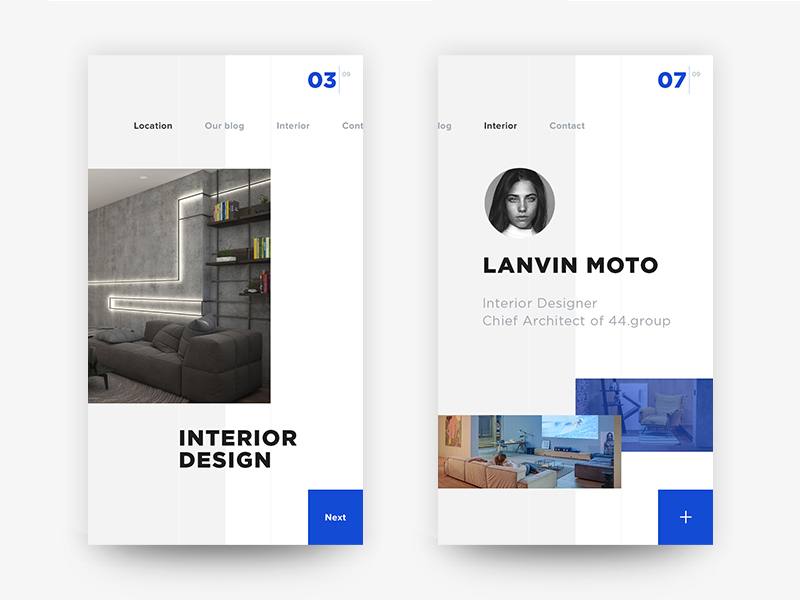 03 09
Location Our blog Interior Cont
INTERIOR
DESIGN
Next
07 09
log Interior Contact
LANVIN MOTO
Interior Designer
Chief Architect of 44.group
+